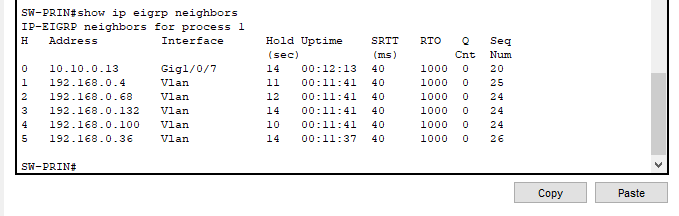 SW-PRIN#show ip eigrp neighbors
IP-EIGRP neighbors for process 1
H   Address         Interface      Hold Uptime    SRTT   RTO   Q   Seq
                                   (sec)          (ms)        Cnt  Num
0   10.10.0.13      Gig1/0/7       14   00:12:13  40     1000  0   20
1   192.168.0.4     Vlan           11   00:11:41  40     1000  0   25
2   192.168.0.68    Vlan           12   00:11:41  40     1000  0   24
3   192.168.0.132   Vlan           14   00:11:41  40     1000  0   24
4   192.168.0.100   Vlan           10   00:11:41  40     1000  0   24
5   192.168.0.36    Vlan           14   00:11:37  40     1000  0   26
SW-PRIN#
Copy Paste